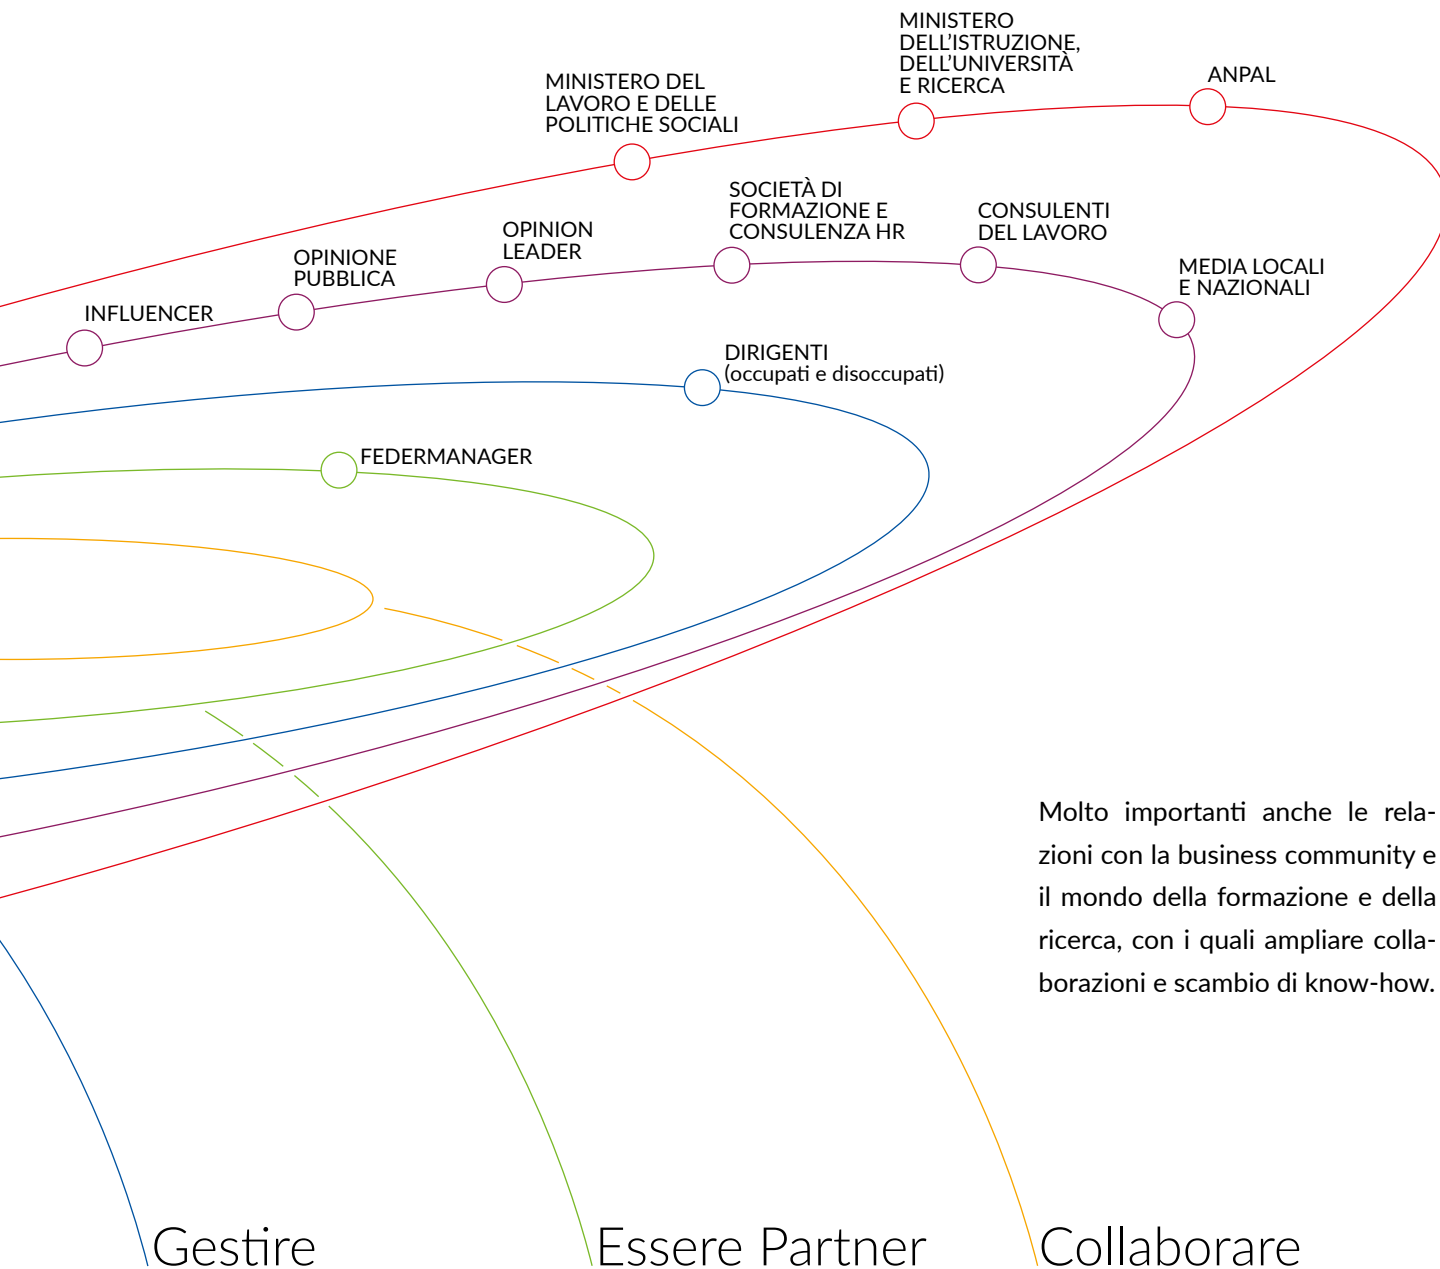 MINISTERO
DELL'ISTRUZIONE,
DELL'UNIVERSITÀ
E RICERCA
ANPAL
MINISTERO DEL
LAVORO E DELLE
POLITICHE SOCIALI
SOCIETÀ DI
FORMAZIONE E
CONSULENZA HR
CONSULENTI
DEL LAVORO
OPINION
LEADER
OPINIONE
PUBBLICA
MEDIA LOCALI
E NAZIONALI
INFLUENCER
DIRIGENTI
(occupati e disoccupati)
FEDERMANAGER
Molto importanti anche le rela-
zioni con la business community e
il mondo della formazione e della
ricerca, con i quali ampliare colla-
borazioni e scambio di know-how.
Gestire
Essere Partner
Collaborare